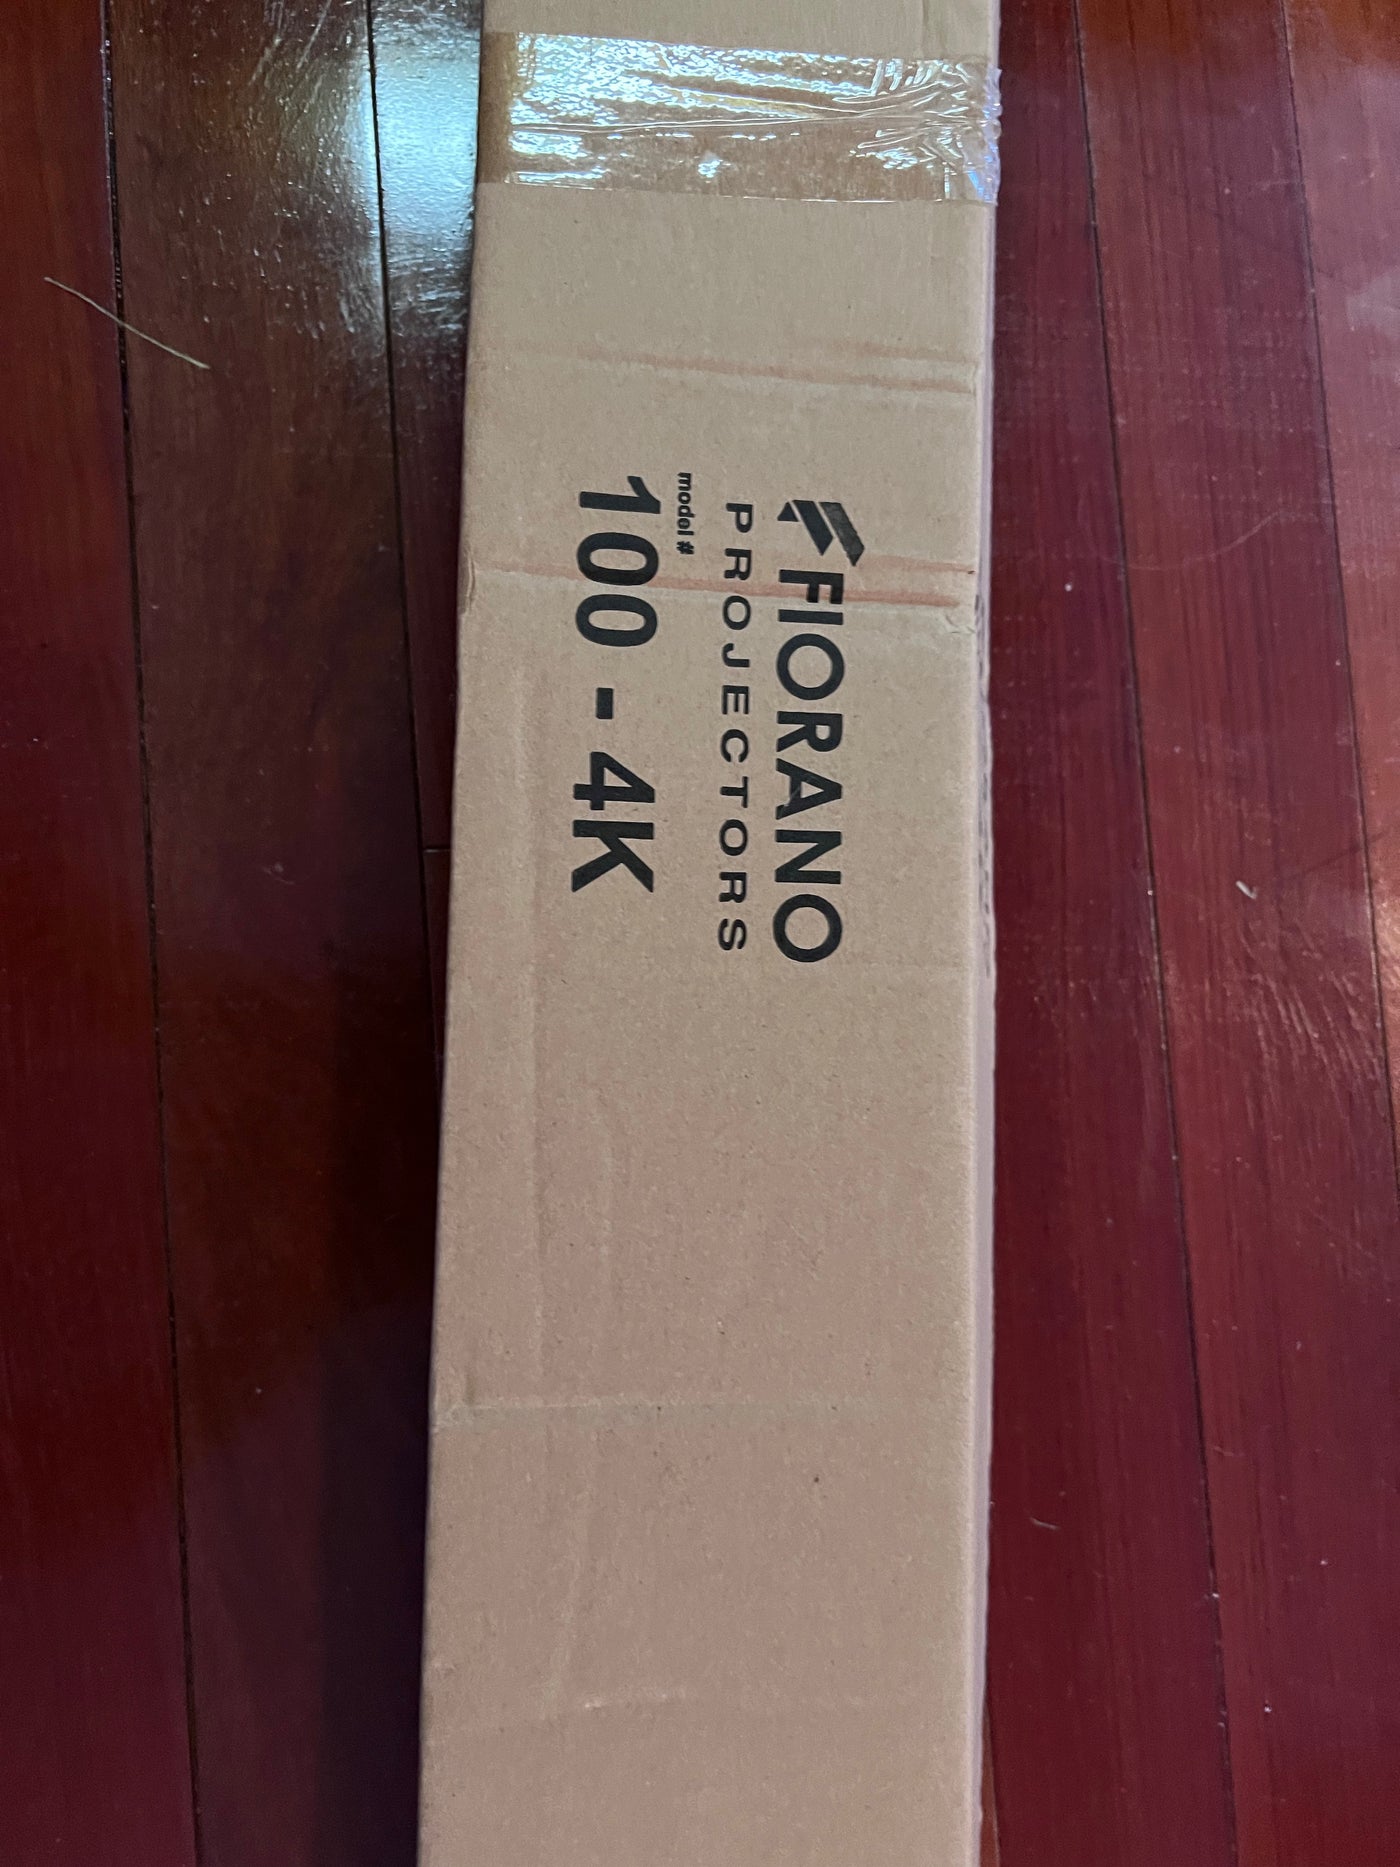 FIORANO
PROJECTORS
model #
100 - 4K